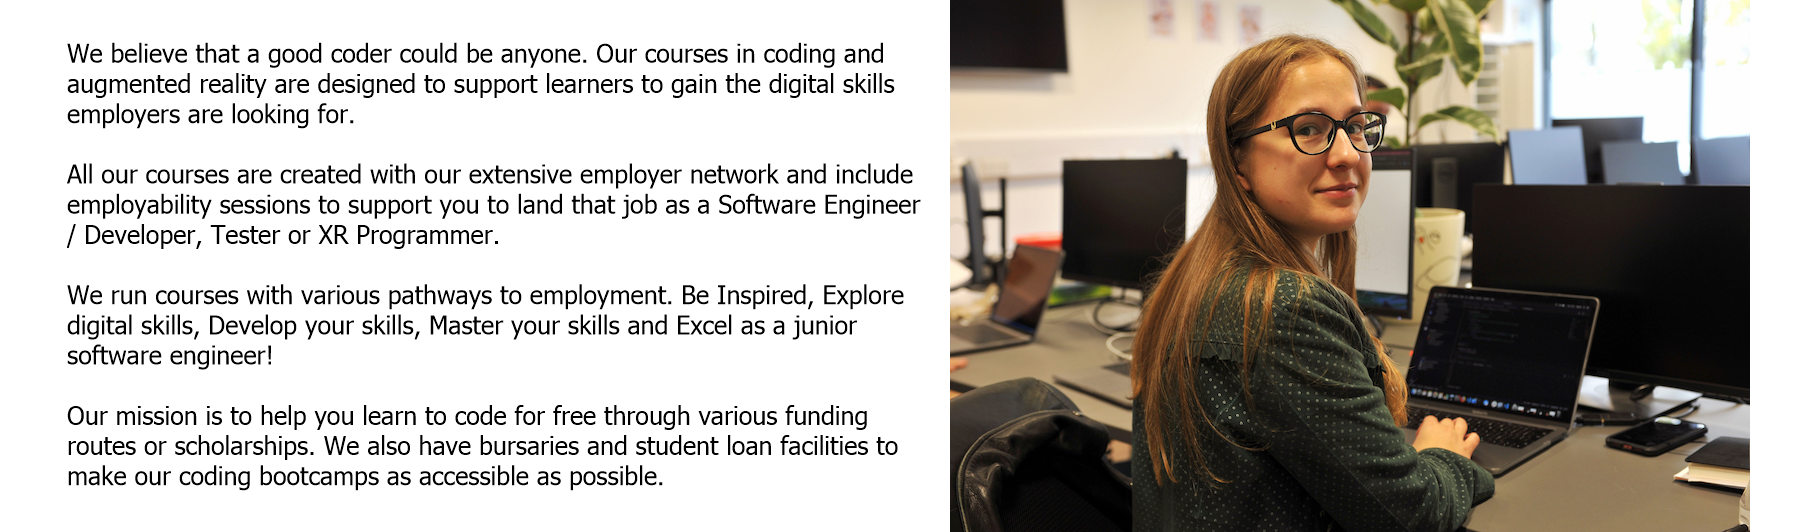 We believe that a good coder could be anyone. Our courses in coding and
augmented reality are designed to support learners to gain the digital skills
employers are looking for.
All our courses are created with our extensive employer network and include
employability sessions to support you to land that job as a Software Engineer
/ Developer, Tester or XR Programmer.
We run courses with various pathways to employment. Be Inspired, Explore
digital skills, Develop your skills, Master your skills and Excel as a junior
software engineer!
Our mission is to help you learn to code for free through various funding
routes or scholarships. We also have bursaries and student loan facilities to
make our coding bootcamps as accessible as possible.